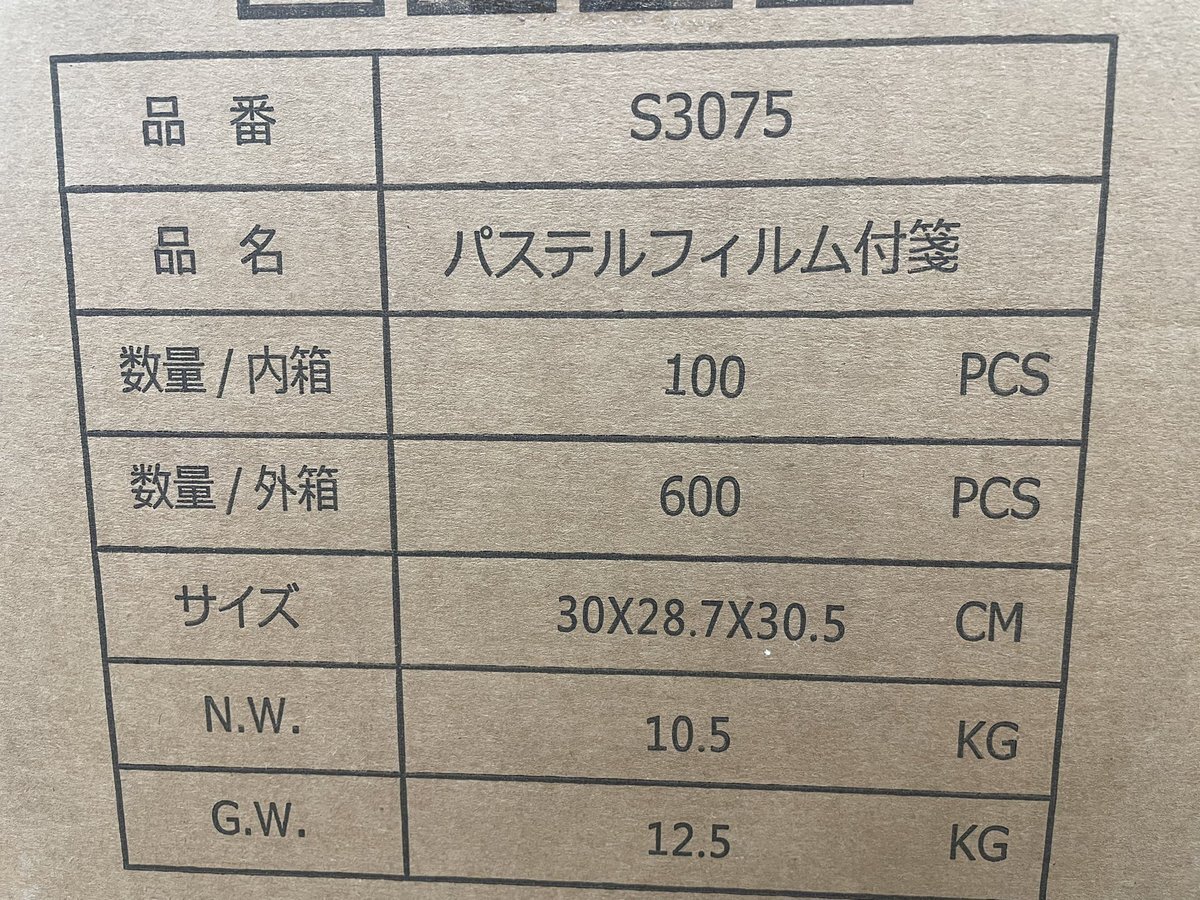 品 番 S3075
品 名 パステルフィルム付箋
数量 / 内箱 100 PCS
数量 / 外箱 600 PCS
サイズ 30X28.7X30.5 CM
N.W. 10.5 KG
G.W. 12.5 KG